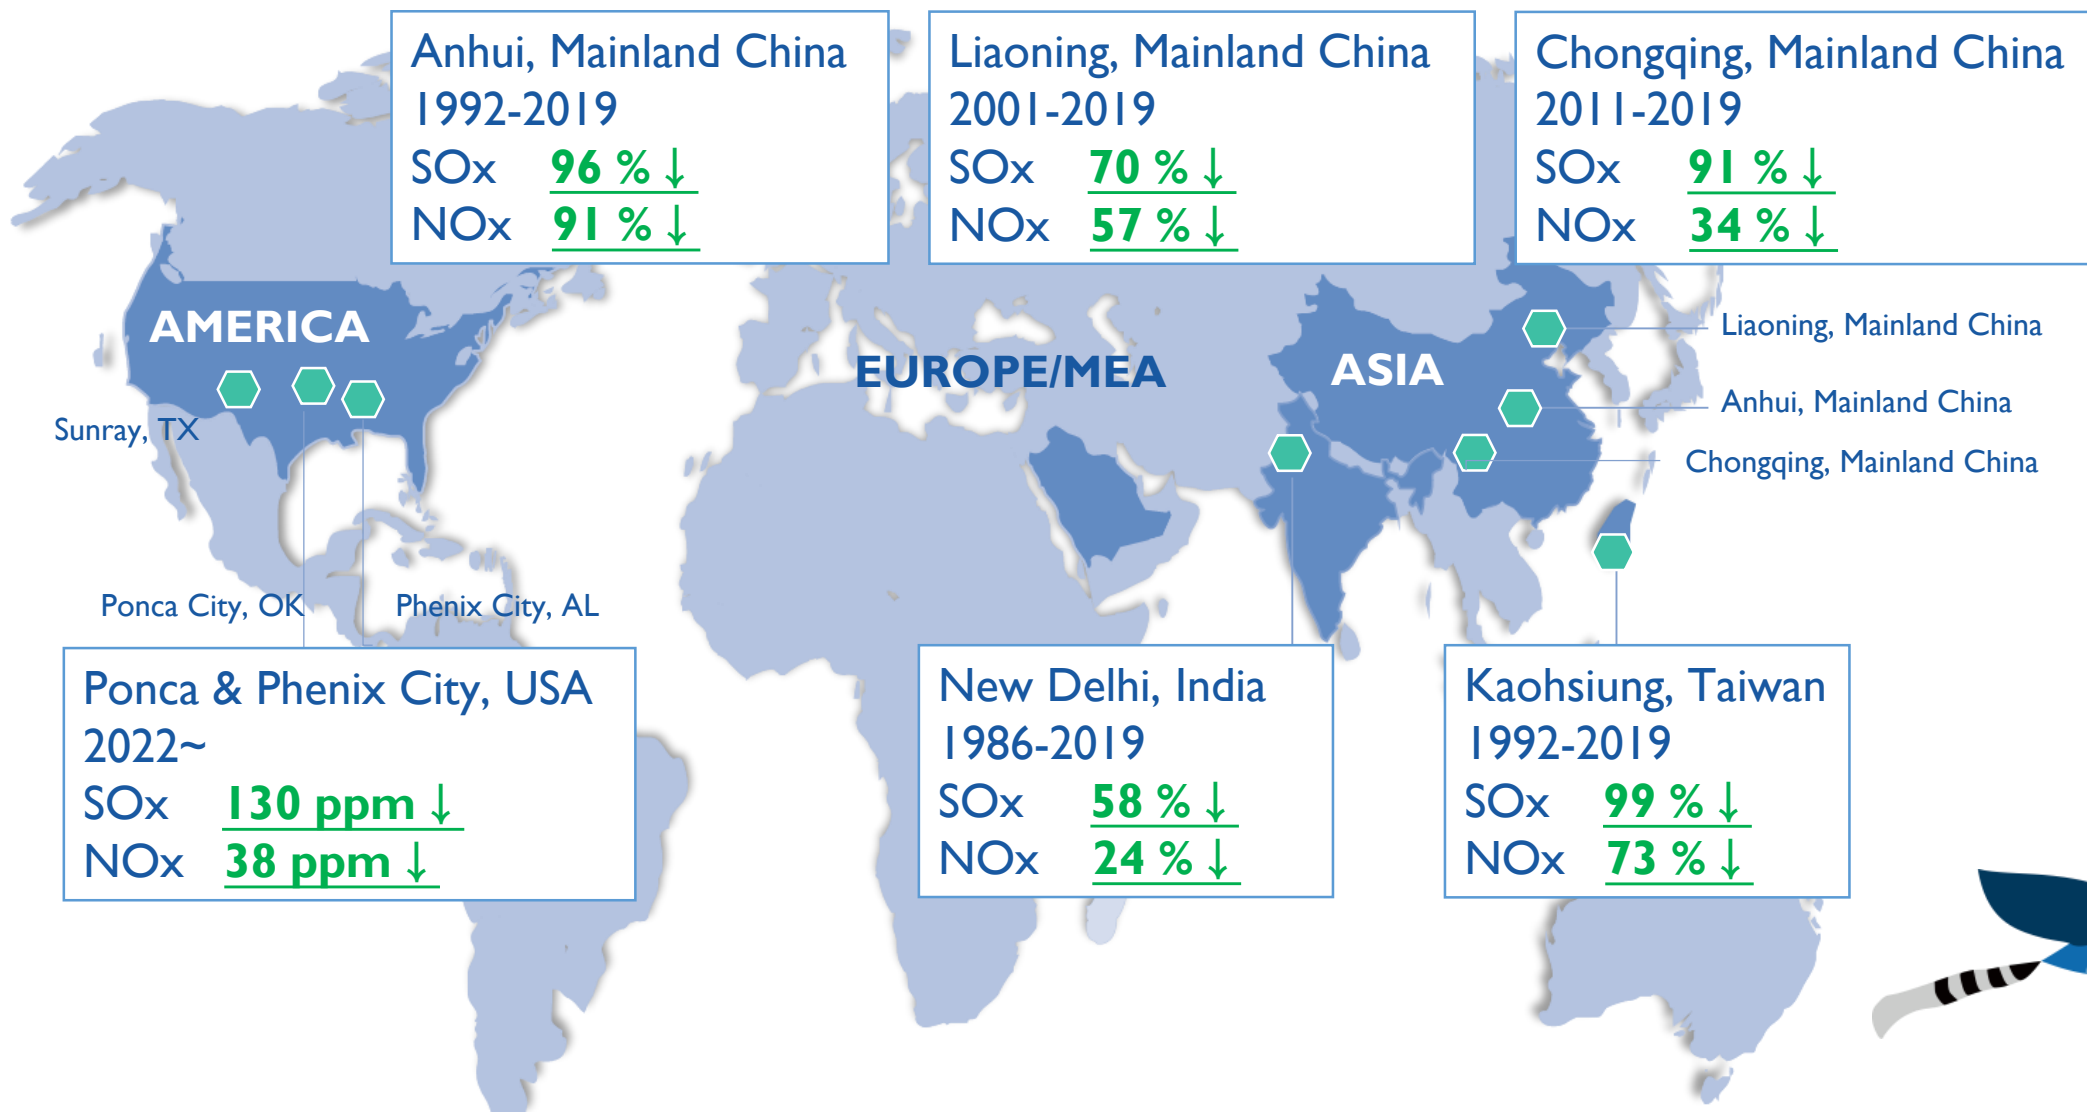 Anhui, Mainland China
1992-2019
SOx 96 % ↓
NOx 91 % ↓
Liaoning, Mainland China
2001-2019
SOx 70 % ↓
NOx 57 % ↓
Chongqing, Mainland China
2011-2019
SOx 91 % ↓
NOx 34 % ↓
AMERICA
EUROPE/MEA
ASIA
Liaoning, Mainland China
Anhui, Mainland China
Chongqing, Mainland China
Sunray, TX
Ponca City, OK
Phenix City, AL
Ponca & Phenix City, USA
2022~
SOx 130 ppm ↓
NOx 38 ppm ↓
New Delhi, India
1986-2019
SOx 58 % ↓
NOx 24 % ↓
Kaohsiung, Taiwan
1992-2019
SOx 99 % ↓
NOx 73 % ↓